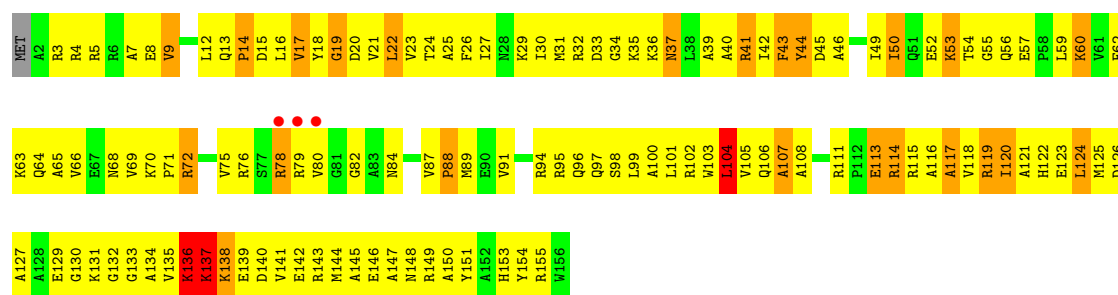 MET A2 R3 R4 R5 R6 A7 E8 V9 L12 Q13 P14 D15 L16 V17 Y18 G19 D20 V21 L22 V23 T24 A25 F26 I27 N28 K29 I30 M31 R32 D33 G34 K35 K36 N37 L38 A39 A40 R41 I42 F43 Y44 D45 A46 I49 I50 Q51 E52 K53 T54 G55 Q56 E57 P58 L59 K60 V61
K63 Q64 A65 V66 E67 N68 V69 K70 P71 R72 V75 R76 S77 R78 R79 V80 G81 G82 A83 N84 V87 P88 M89 E90 V91 R94 R95 Q96 Q97 S98 L99 A100 L101 R102 W103 L104 V105 Q106 A107 A108 R111 P112 E113 R114 R115 A116 A117 V118 R119 I120 A121 H122 E123 L124 M125
A127 A128 E129 G130 K131 G132 G133 A134 V135 K136 K137 K138 E139 D140 V141 E142 R143 M144 A145 E146 A147 N148 R149 A150 Y151 A152 H153 Y154 R155 W156